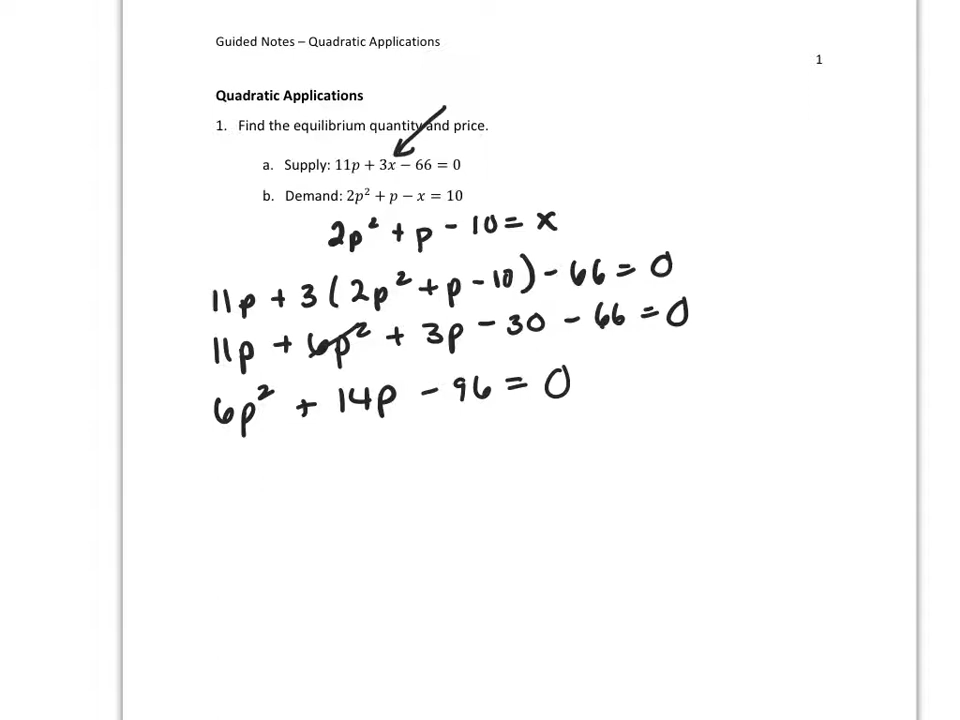 Guided Notes – Quadratic Applications
1
Quadratic Applications
1. Find the equilibrium quantity and price.
a. Supply: 11p + 3x − 66 = 0
b. Demand: 2p² + p − x = 10
2p² + p - 10 = x
11p + 3(2p² + p - 10) - 66 = 0
11p + 6p² + 3p - 30 - 66 = 0
6p² + 14p - 96 = 0